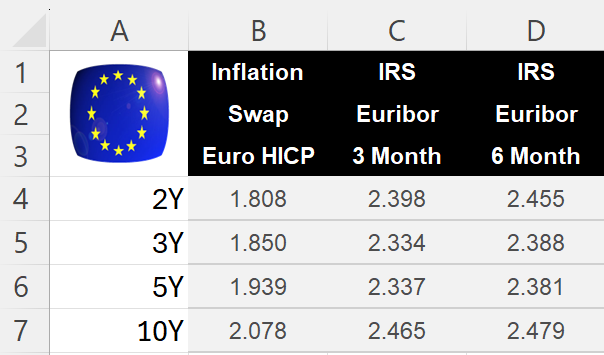 A B C D
1 Inflation IRS IRS
2 Swap Euribor Euribor
3 Euro HICP 3 Month 6 Month
4 2Y 1.808 2.398 2.455
5 3Y 1.850 2.334 2.388
6 5Y 1.939 2.337 2.381
7 10Y 2.078 2.465 2.479